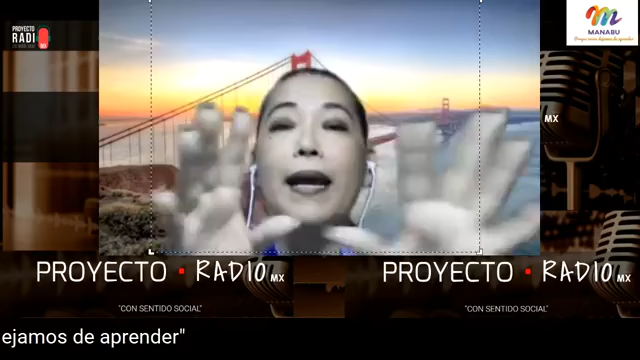 PROYECTO
RADI
MANABU
MX
PROYECTO • RADIO MX
PROYECTO • RADIO MX
"CON SENTIDO SOCIAL"
"CON SENTIDO SOCIAL"
ejamos de aprender"